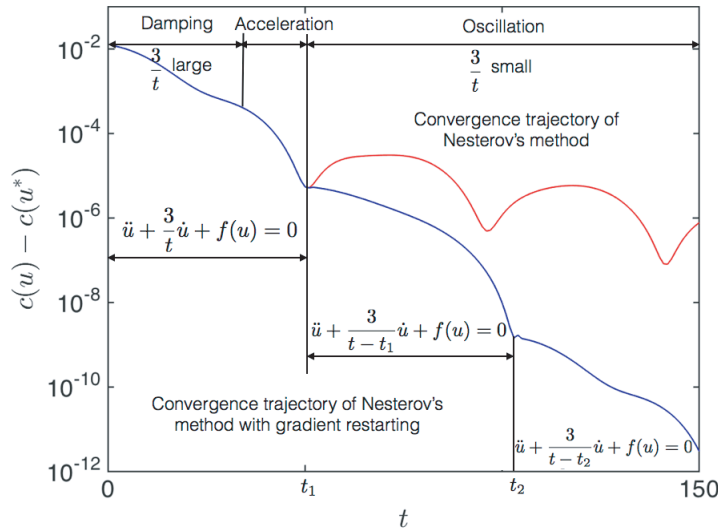 Damping Acceleration Oscillation
3/t large
3/t small
Convergence trajectory of
Nesterov's method
ü + 3/t u̇ + f(u) = 0
ü + 3/(t − t₁) u̇ + f(u) = 0
Convergence trajectory of Nesterov's
method with gradient restarting
ü + 3/(t − t₂) u̇ + f(u) = 0
c(u) − c(u*)
10⁻²
10⁻⁴
10⁻⁶
10⁻⁸
10⁻¹⁰
10⁻¹²
0 t₁ t₂ 150
t